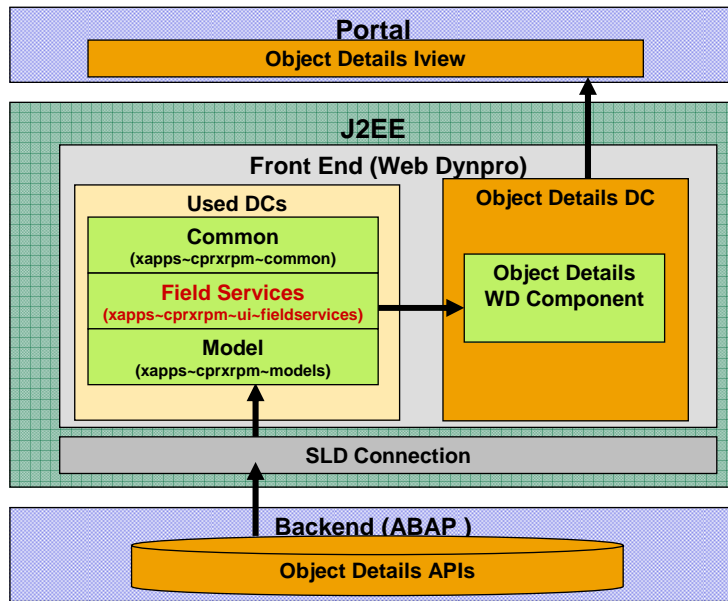 Portal
Object Details Iview
J2EE
Front End (Web Dynpro)
Used DCs
Common
(xapps~cprxrpm~common)
Field Services
(xapps~cprxrpm~ui~fieldservices)
Model
(xapps~cprxrpm~models)
Object Details DC
Object Details
WD Component
SLD Connection
Backend (ABAP )
Object Details APIs